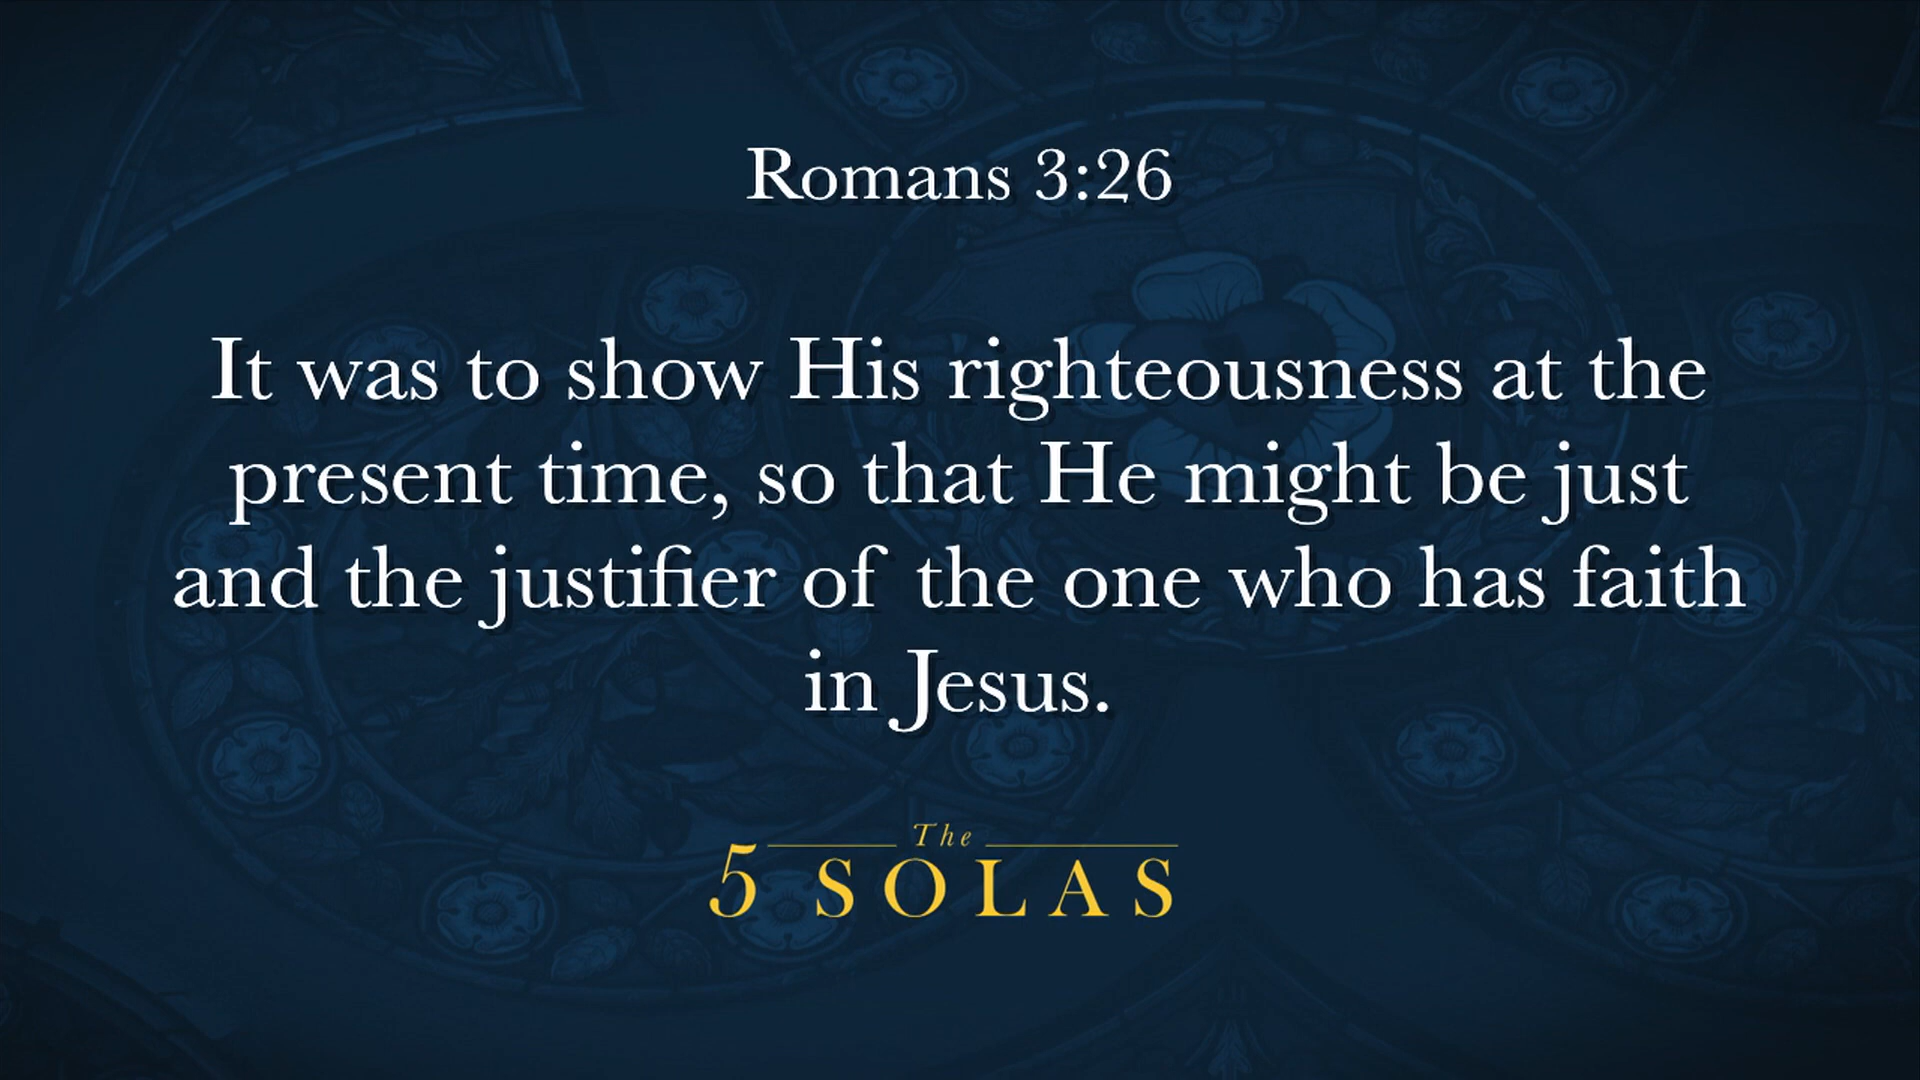 Romans 3:26
It was to show His righteousness at the
present time, so that He might be just
and the justifier of the one who has faith
in Jesus.
The
5 SOLAS